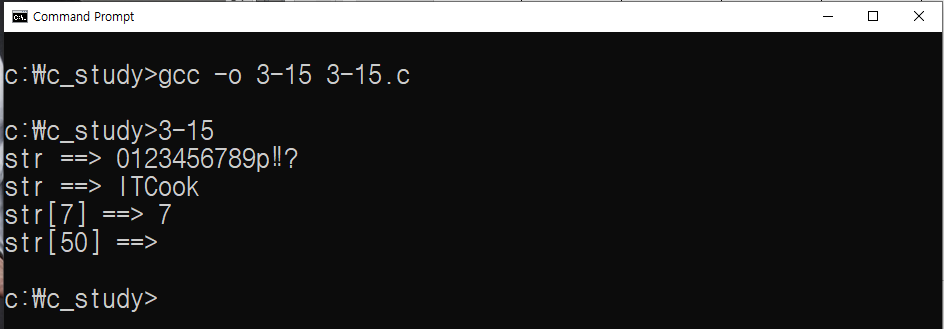 Command Prompt
c:₩c_study>gcc -o 3-15 3-15.c
c:₩c_study>3-15
str ==> 0123456789p‼?
str ==> ITCook
str[7] ==> 7
str[50] ==>
c:₩c_study>